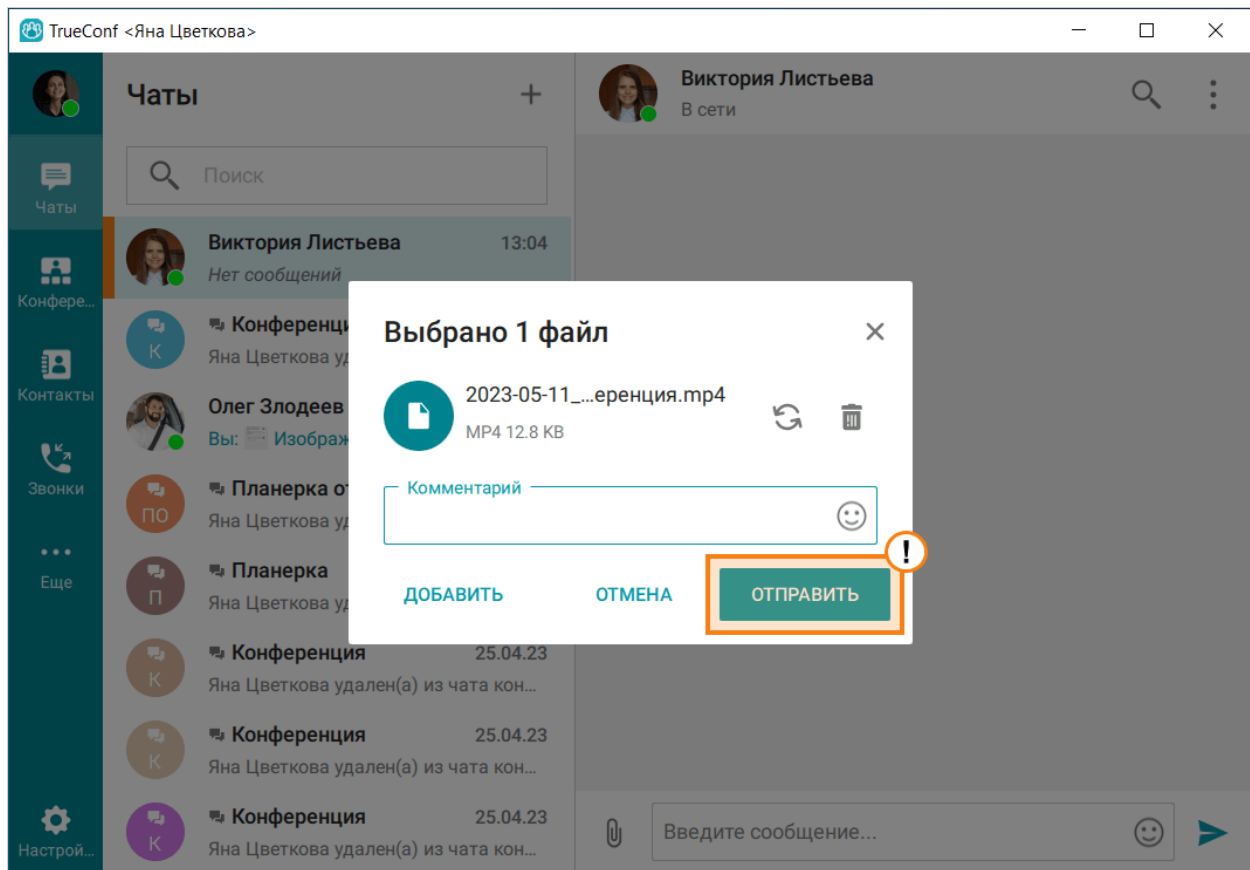 TrueConf <Яна Цветкова>
Чаты
Конфере...
Контакты
Звонки
Еще
Настрой...
Чаты
Поиск
Виктория Листьева 13:04
Нет сообщений
К
Конференци
Яна Цветкова уд
Олег Злодеев
Вы: Изображ
ПО
Планерка от
Яна Цветкова уд
П
Планерка
Яна Цветкова уд
К
Конференция 25.04.23
Яна Цветкова удален(а) из чата кон...
К
Конференция 25.04.23
Яна Цветкова удален(а) из чата кон...
К
Конференция 25.04.23
Яна Цветкова удален(а) из чата кон...
Виктория Листьева
В сети
Выбрано 1 файл
2023-05-11_...еренция.mp4
MP4 12.8 KB
Комментарий
ДОБАВИТЬ ОТМЕНА ОТПРАВИТЬ
!
Введите сообщение...